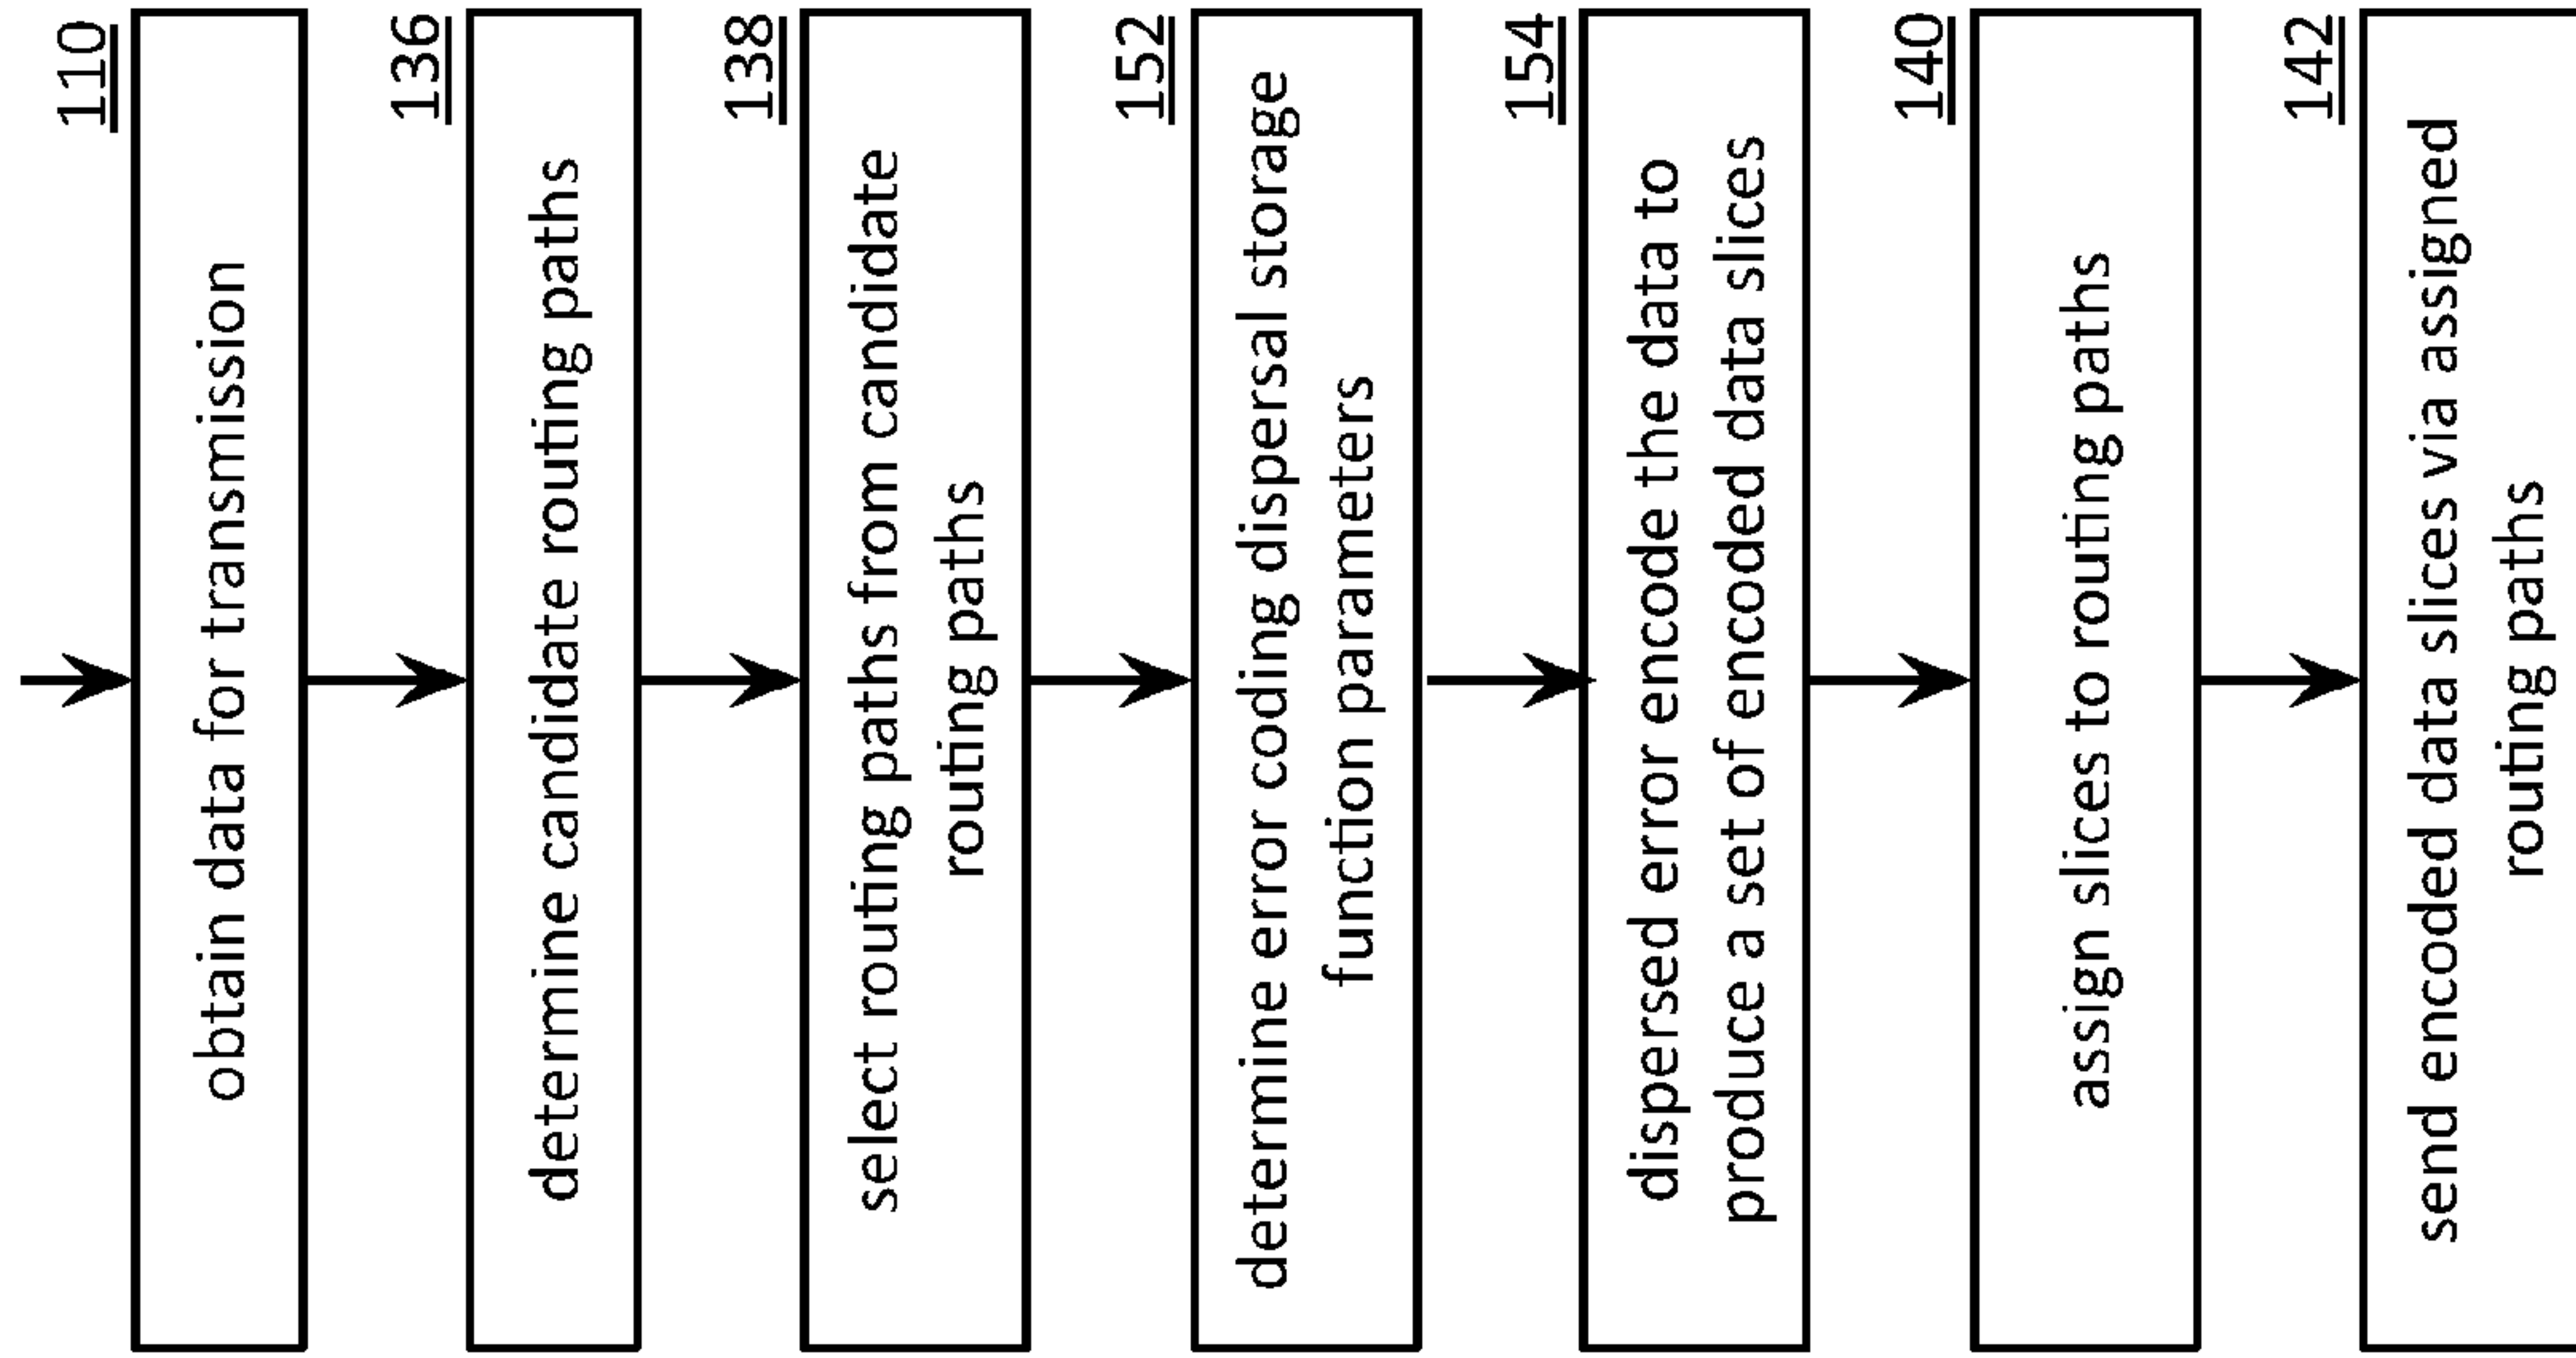 110
obtain data for transmission
136
determine candidate routing paths
138
select routing paths from candidate
routing paths
152
determine error coding dispersal storage
function parameters
154
dispersed error encode the data to
produce a set of encoded data slices
140
assign slices to routing paths
142
send encoded data slices via assigned
routing paths